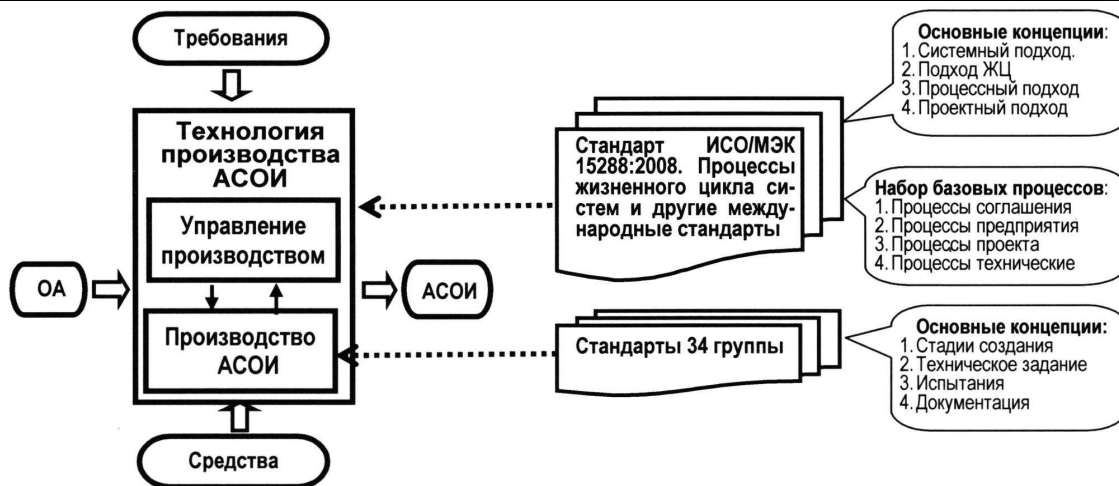 Требования
Технология
производства
АСОИ
Управление
производством
ОА
АСОИ
Производство
АСОИ
Средства
Стандарт ИСО/МЭК
15288:2008. Процессы
жизненного цикла си-
стем и другие между-
народные стандарты
Стандарты 34 группы
Основные концепции:
1. Системный подход.
2. Подход ЖЦ
3. Процессный подход
4. Проектный подход
Набор базовых процессов:
1. Процессы соглашения
2. Процессы предприятия
3. Процессы проекта
4. Процессы технические
Основные концепции:
1. Стадии создания
2. Техническое задание
3. Испытания
4. Документация